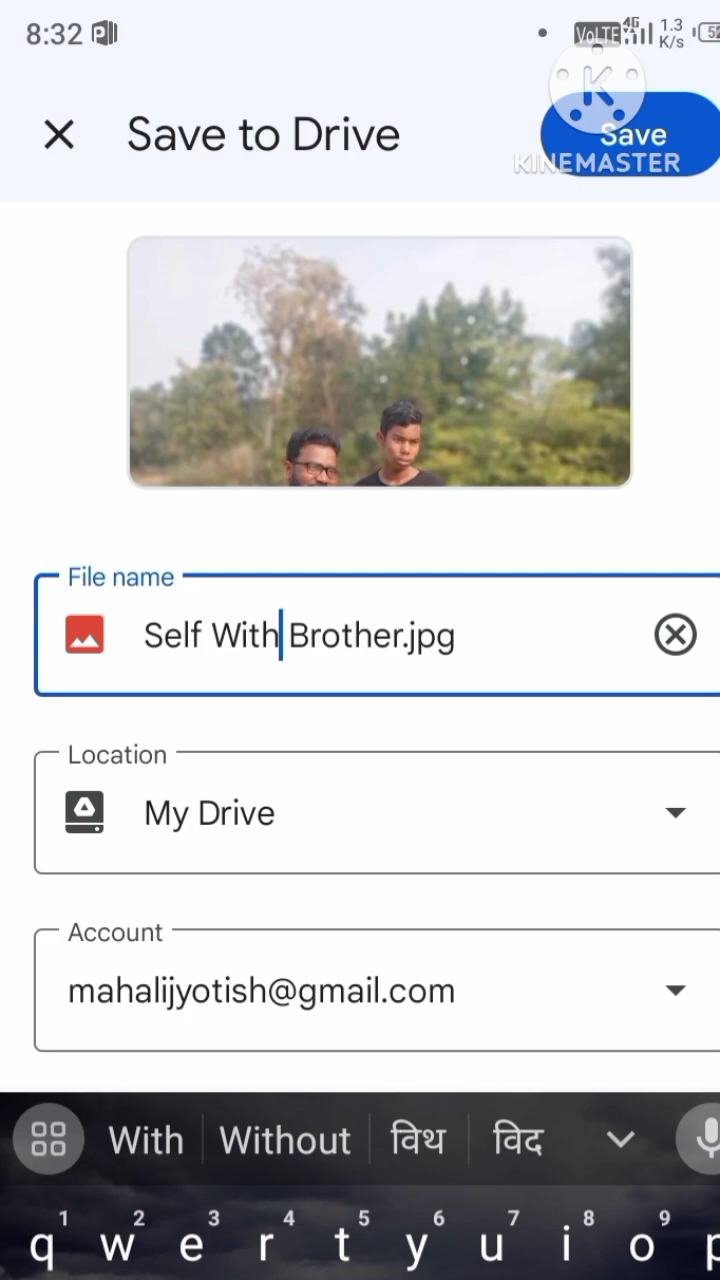 8:32 VoLTE 4G 1.3 K/s 52
Save to Drive Save
KINEMASTER
File name
Self With Brother.jpg
Location
My Drive
Account
mahalijyotish@gmail.com
With Without विथ विद
1 2 3 4 5 6 7 8 9
q w e r t y u i o p